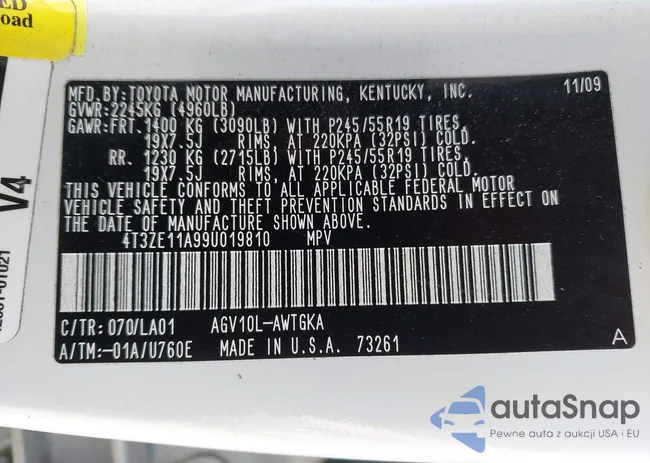 ED
oad
V4
MFD.BY:TOYOTA MOTOR MANUFACTURING, KENTUCKY, INC. 11/09
GVWR:2245KG (4960LB)
GAWR:FRT. 1400 KG (3090LB) WITH P245/55R19 TIRES,
19X7.5J RIMS, AT 220KPA (32PSI) COLD.
RR. 1230 KG (2715LB) WITH P245/55R19 TIRES,
19X7.5J RIMS, AT 220KPA (32PSI) COLD.
THIS VEHICLE CONFORMS TO ALL APPLICABLE FEDERAL MOTOR
VEHICLE SAFETY AND THEFT PREVENTION STANDARDS IN EFFECT ON
THE DATE OF MANUFACTURE SHOWN ABOVE.
4T3ZE11A99U019810 MPV
C/TR: 070/LA01 AGV10L-AWTGKA
A/TM:-01A/U760E MADE IN U.S.A. 73261 A
autaSnap
Pewne auta z aukcji USA i EU